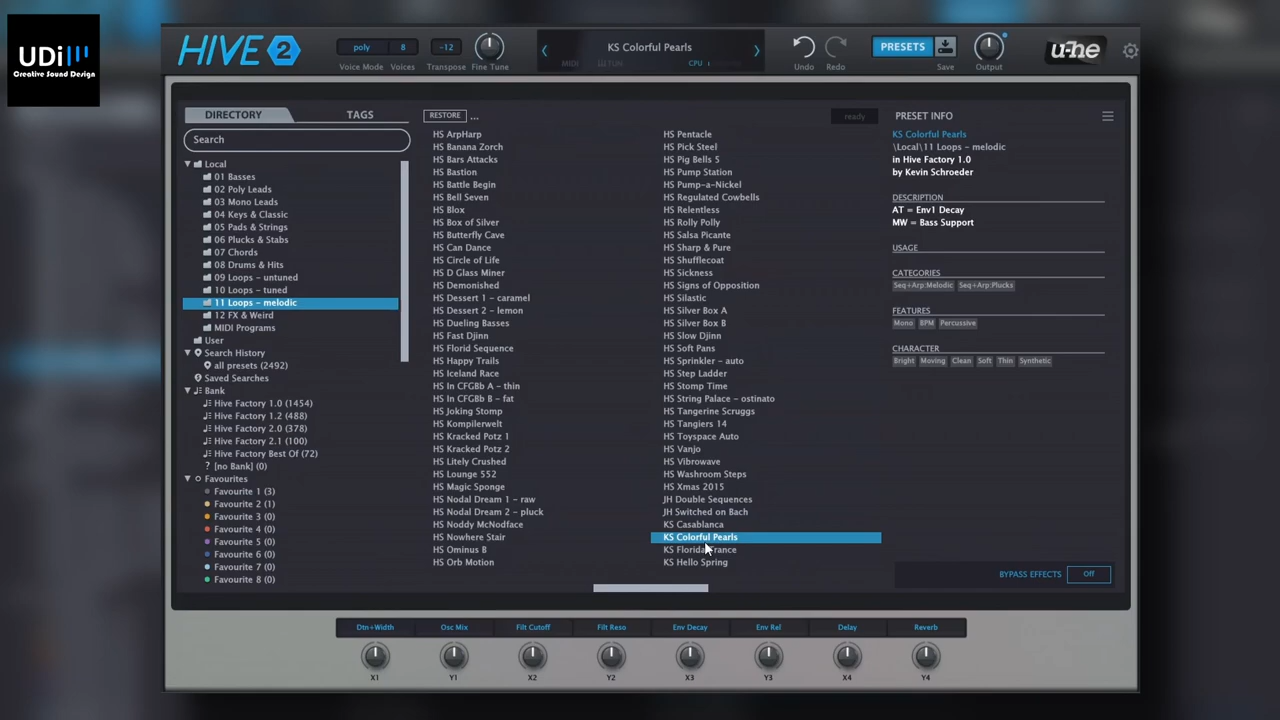 UDi
Creative Sound Design
HIVE 2
poly 8
Voice Mode Voices
-12
Transpose Fine Tune
KS Colorful Pearls
MIDI TUN CPU
Undo Redo
PRESETS
Save
Output
u-he
DIRECTORY
TAGS
Search
Local
01 Basses
02 Poly Leads
03 Mono Leads
04 Keys & Classic
05 Pads & Strings
06 Plucks & Stabs
07 Chords
08 Drums & Hits
09 Loops - untuned
10 Loops - tuned
11 Loops - melodic
12 FX & Weird
MIDI Programs
User
Search History
all presets (2492)
Saved Searches
Bank
Hive Factory 1.0 (1454)
Hive Factory 1.2 (488)
Hive Factory 2.0 (378)
Hive Factory 2.1 (100)
Hive Factory Best Of (72)
? [no Bank] (0)
Favourites
Favourite 1 (3)
Favourite 2 (1)
Favourite 3 (0)
Favourite 4 (0)
Favourite 5 (0)
Favourite 6 (0)
Favourite 7 (0)
Favourite 8 (0)
RESTORE ...
ready
HS ArpHarp
HS Banana Zorch
HS Bars Attacks
HS Bastion
HS Battle Begin
HS Bell Seven
HS Blox
HS Box of Silver
HS Butterfly Cave
HS Can Dance
HS Circle of Life
HS D Glass Miner
HS Demonished
HS Dessert 1 - caramel
HS Dessert 2 - lemon
HS Dueling Basses
HS Fast Djinn
HS Florid Sequence
HS Happy Trails
HS Iceland Race
HS In CFGBb A - thin
HS In CFGBb B - fat
HS Joking Stomp
HS Kompilerwelt
HS Kracked Potz 1
HS Kracked Potz 2
HS Litely Crushed
HS Lounge 552
HS Magic Sponge
HS Nodal Dream 1 - raw
HS Nodal Dream 2 - pluck
HS Noddy McNodface
HS Nowhere Stair
HS Ominus B
HS Orb Motion
HS Pentacle
HS Pick Steel
HS Pig Bells 5
HS Pump Station
HS Pump-a-Nickel
HS Regulated Cowbells
HS Relentless
HS Rolly Polly
HS Salsa Picante
HS Sharp & Pure
HS Shufflecoat
HS Sickness
HS Signs of Opposition
HS Silastic
HS Silver Box A
HS Silver Box B
HS Slow Djinn
HS Soft Pans
HS Sprinkler - auto
HS Step Ladder
HS Stomp Time
HS String Palace - ostinato
HS Tangerine Scruggs
HS Tangiers 14
HS Toyspace Auto
HS Vanjo
HS Vibrowave
HS Washroom Steps
HS Xmas 2015
JH Double Sequences
JH Switched on Bach
KS Casablanca
KS Colorful Pearls
KS Florida France
KS Hello Spring
PRESET INFO
KS Colorful Pearls
\Local\11 Loops - melodic
in Hive Factory 1.0
by Kevin Schroeder
DESCRIPTION
AT = Env1 Decay
MW = Bass Support
USAGE
CATEGORIES
Seq+Arp:Melodic Seq+Arp:Plucks
FEATURES
Mono BPM Percussive
CHARACTER
Bright Moving Clean Soft Thin Synthetic
BYPASS EFFECTS Off
Dtn+Width Osc Mix Filt Cutoff Filt Reso Env Decay Env Rel Delay Reverb
X1 Y1 X2 Y2 X3 Y3 X4 Y4